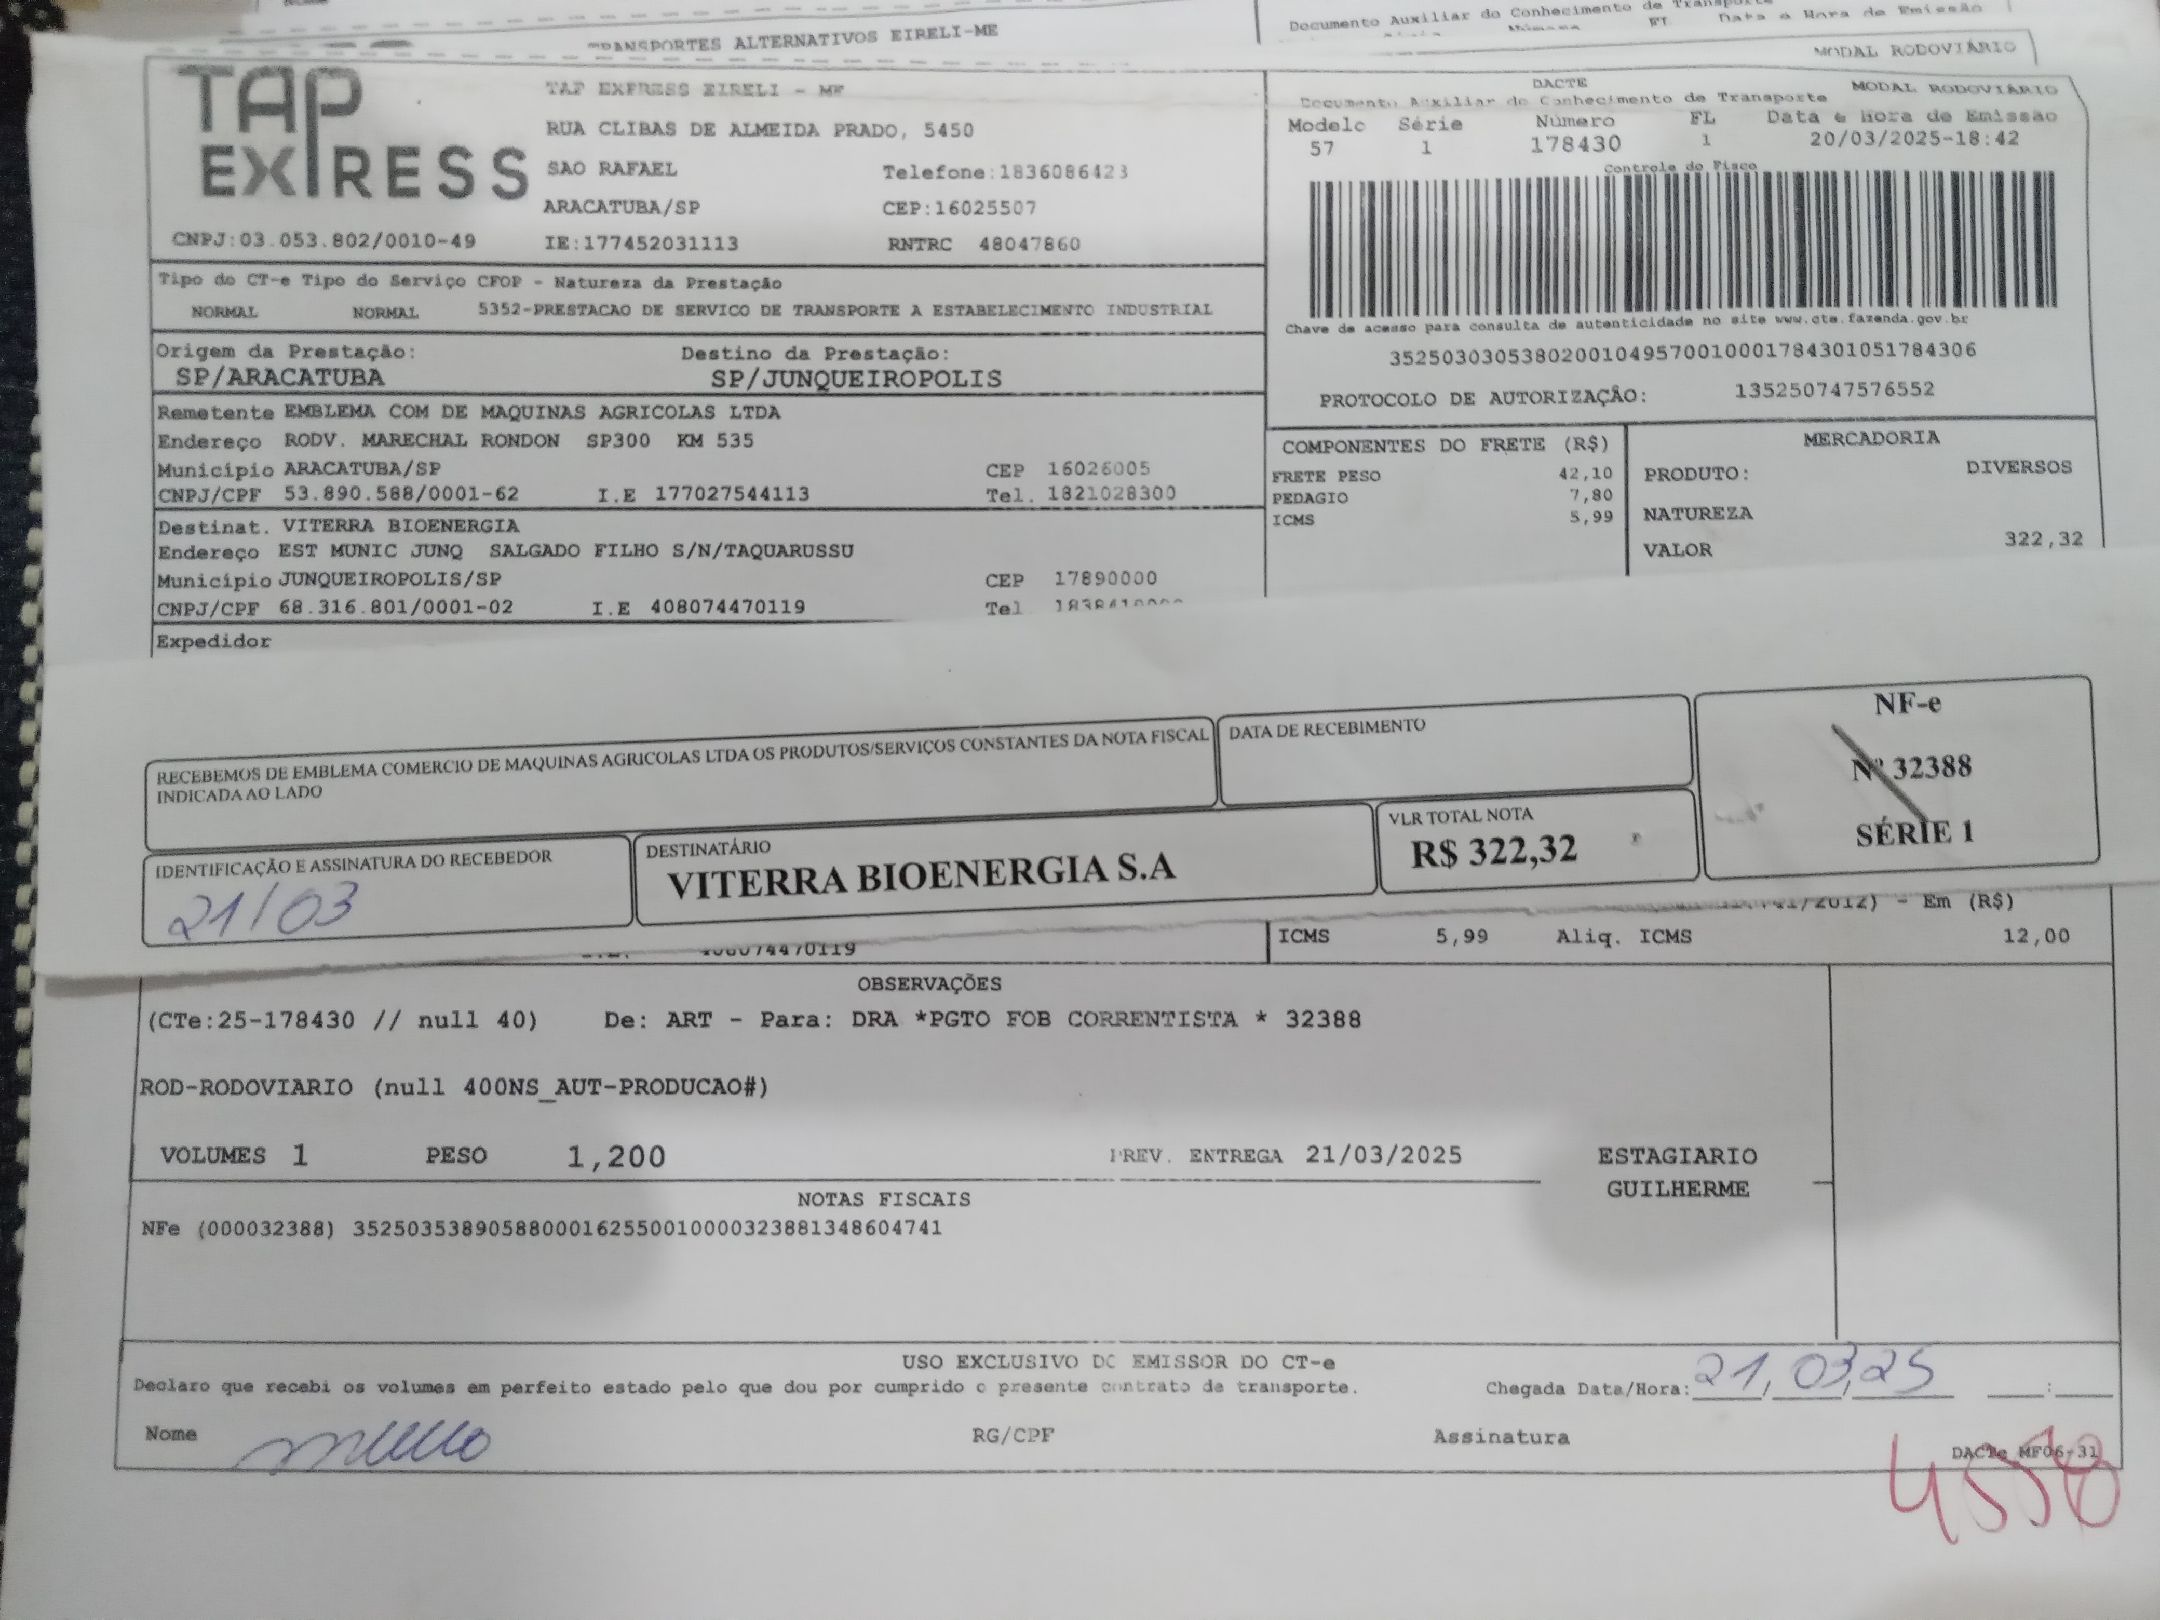 TRANSPORTES ALTERNATIVOS EIRELI-ME
Documento Auxiliar do Conhecimento de Transporte
FL Data e Hora de Emissão
MODAL RODOVIÁRIO
TAP EXPRESS
TAP EXPRESS EIRELI - ME
RUA CLIBAS DE ALMEIDA PRADO, 5450
SAO RAFAEL Telefone:1836086423
ARACATUBA/SP CEP:16025507
CNPJ:03.053.802/0010-49 IE:177452031113 RNTRC 48047860
DACTE MODAL RODOVIÁRIO
Documento Auxiliar do Conhecimento de Transporte
Modelo Série Número FL Data e Hora de Emissão
57 1 178430 1 20/03/2025-18:42
Controle do Fisco
Chave de acesso para consulta de autenticidade no site www.cte.fazenda.gov.br
35250303053802001049570010001784301051784306
PROTOCOLO DE AUTORIZAÇÃO: 135250747576552
Tipo do CT-e Tipo do Serviço CFOP - Natureza da Prestação
NORMAL NORMAL 5352-PRESTACAO DE SERVICO DE TRANSPORTE A ESTABELECIMENTO INDUSTRIAL
Origem da Prestação: Destino da Prestação:
SP/ARACATUBA SP/JUNQUEIROPOLIS
Remetente EMBLEMA COM DE MAQUINAS AGRICOLAS LTDA
Endereço RODV. MARECHAL RONDON SP300 KM 535
Município ARACATUBA/SP CEP 16026005
CNPJ/CPF 53.890.588/0001-62 I.E 177027544113 Tel. 1821028300
Destinat. VITERRA BIOENERGIA
Endereço EST MUNIC JUNQ SALGADO FILHO S/N/TAQUARUSSU
Município JUNQUEIROPOLIS/SP CEP 17890000
CNPJ/CPF 68.316.801/0001-02 I.E 408074470119 Tel
Expedidor
COMPONENTES DO FRETE (R$)
FRETE PESO 42,10
PEDAGIO 7,80
ICMS 5,99
MERCADORIA
PRODUTO: DIVERSOS
NATUREZA
VALOR 322,32
RECEBEMOS DE EMBLEMA COMERCIO DE MAQUINAS AGRICOLAS LTDA OS PRODUTOS/SERVIÇOS CONSTANTES DA NOTA FISCAL
INDICADA AO LADO
DATA DE RECEBIMENTO
NF-e
Nº 32388
SÉRIE 1
IDENTIFICAÇÃO E ASSINATURA DO RECEBEDOR
21/03
DESTINATÁRIO
VITERRA BIOENERGIA S.A
VLR TOTAL NOTA
R$ 322,32
/2012) - Em (R$)
408074470119
ICMS 5,99 Aliq. ICMS 12,00
OBSERVAÇÕES
(CTe:25-178430 // null 40) De: ART - Para: DRA *PGTO FOB CORRENTISTA * 32388
ROD-RODOVIARIO (null 400NS_AUT-PRODUCAO#)
VOLUMES 1 PESO 1,200 PREV. ENTREGA 21/03/2025 ESTAGIARIO
GUILHERME
NOTAS FISCAIS
NFe (000032388) 35250353890588000162550010000323881348604741
USO EXCLUSIVO DO EMISSOR DO CT-e
Declaro que recebi os volumes em perfeito estado pelo que dou por cumprido o presente contrato de transporte. Chegada Data/Hora: 21/03/25 __:__
Nome RG/CPF Assinatura
DACTe MF06-31